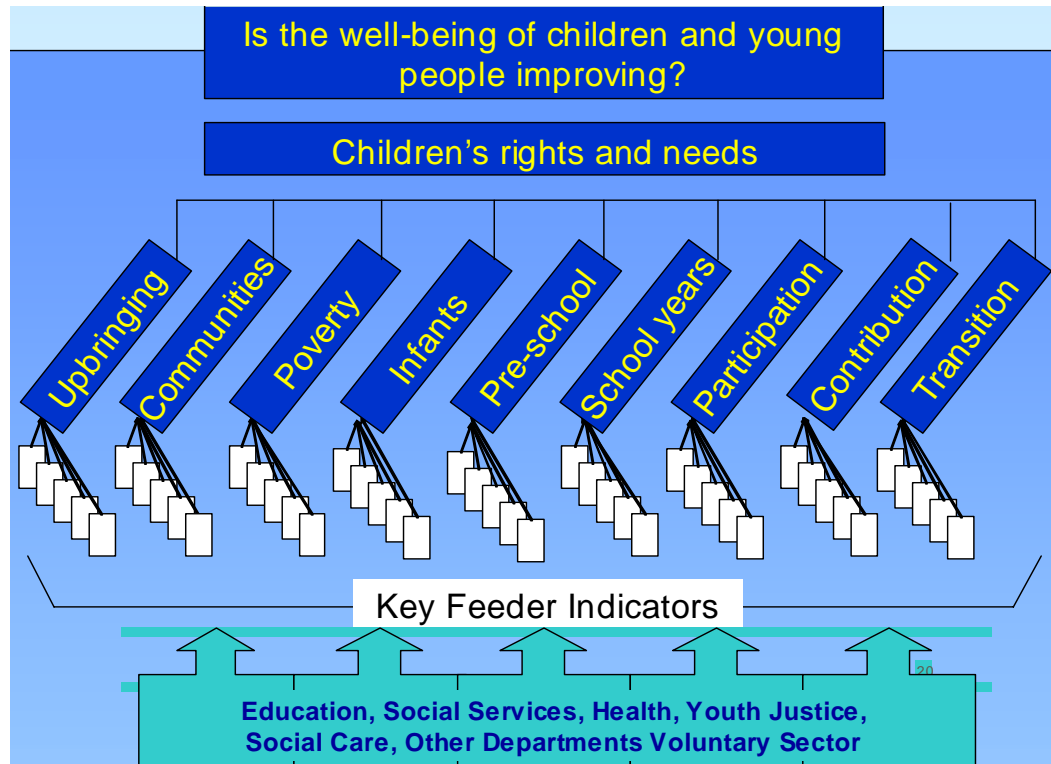 Is the well-being of children and young
people improving?
Children's rights and needs
Upbringing
Communities
Poverty
Infants
Pre-school
School years
Participation
Contribution
Transition
Key Feeder Indicators
20
Education, Social Services, Health, Youth Justice,
Social Care, Other Departments Voluntary Sector